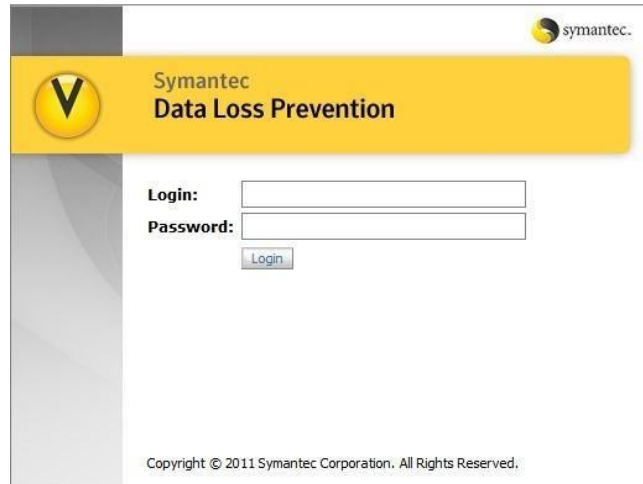 symantec.
Symantec
Data Loss Prevention
Login:
Password:
Login
Copyright © 2011 Symantec Corporation. All Rights Reserved.